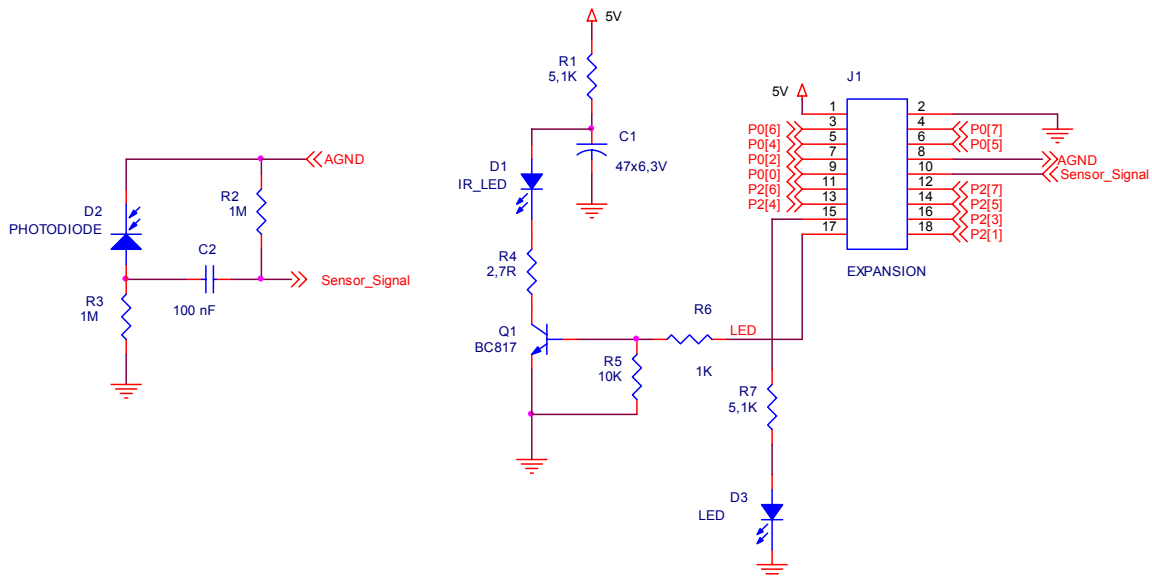 5V
R1
5,1K
C1
47x6,3V
D1
IR_LED
R4
2,7R
Q1
BC817
R5
10K
R6
1K
LED
AGND
R2
1M
D2
PHOTODIODE
C2
100 nF
Sensor_Signal
R3
1M
J1
5V
1 2
P0[6] 3 4 P0[7]
P0[4] 5 6 P0[5]
P0[2] 7 8 AGND
P0[0] 9 10 Sensor_Signal
P2[6] 11 12 P2[7]
P2[4] 13 14 P2[5]
15 16 P2[3]
17 18 P2[1]
EXPANSION
R7
5,1K
D3
LED